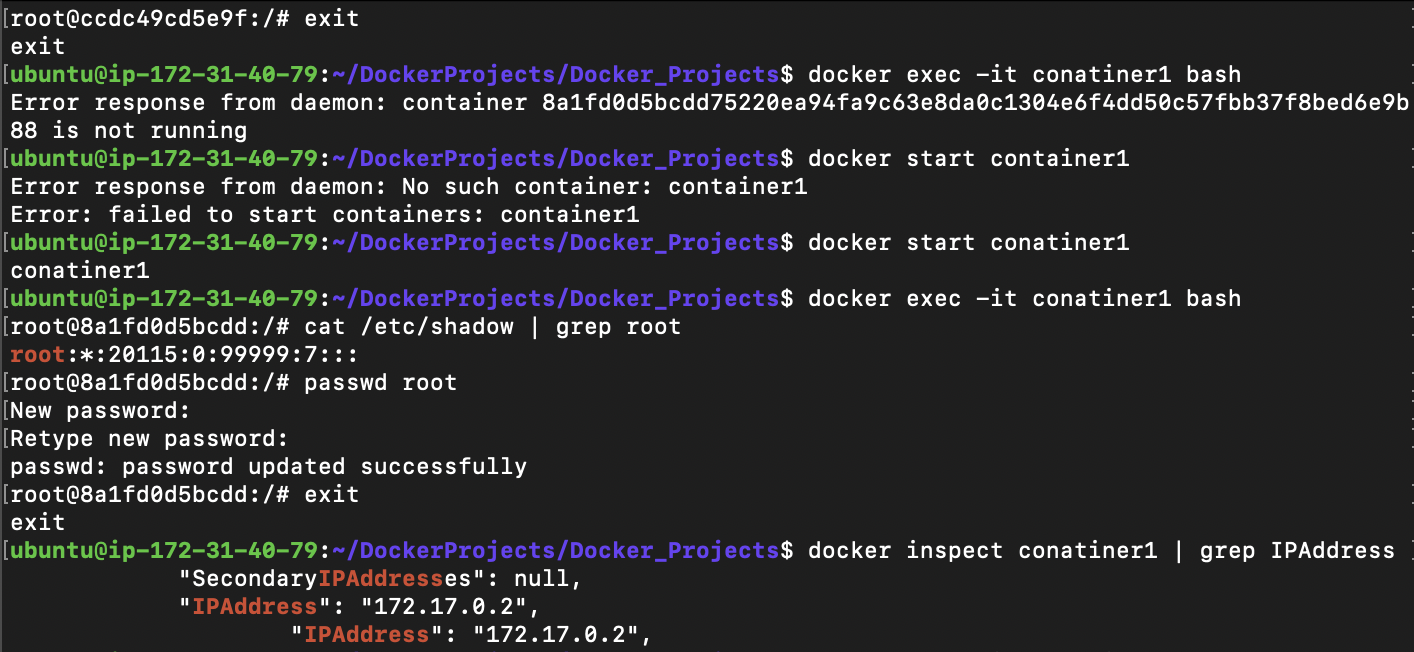 [root@ccdc49cd5e9f:/# exit
exit
[ubuntu@ip-172-31-40-79:~/DockerProjects/Docker_Projects$ docker exec -it conatiner1 bash
Error response from daemon: container 8a1fd0d5bcdd75220ea94fa9c63e8da0c1304e6f4dd50c57fbb37f8bed6e9b
88 is not running
[ubuntu@ip-172-31-40-79:~/DockerProjects/Docker_Projects$ docker start container1
Error response from daemon: No such container: container1
Error: failed to start containers: container1
[ubuntu@ip-172-31-40-79:~/DockerProjects/Docker_Projects$ docker start conatiner1
conatiner1
[ubuntu@ip-172-31-40-79:~/DockerProjects/Docker_Projects$ docker exec -it conatiner1 bash
[root@8a1fd0d5bcdd:/# cat /etc/shadow | grep root
root:*:20115:0:99999:7:::
[root@8a1fd0d5bcdd:/# passwd root
[New password:
[Retype new password:
passwd: password updated successfully
[root@8a1fd0d5bcdd:/# exit
exit
[ubuntu@ip-172-31-40-79:~/DockerProjects/Docker_Projects$ docker inspect conatiner1 | grep IPAddress
"SecondaryIPAddresses": null,
"IPAddress": "172.17.0.2",
"IPAddress": "172.17.0.2",